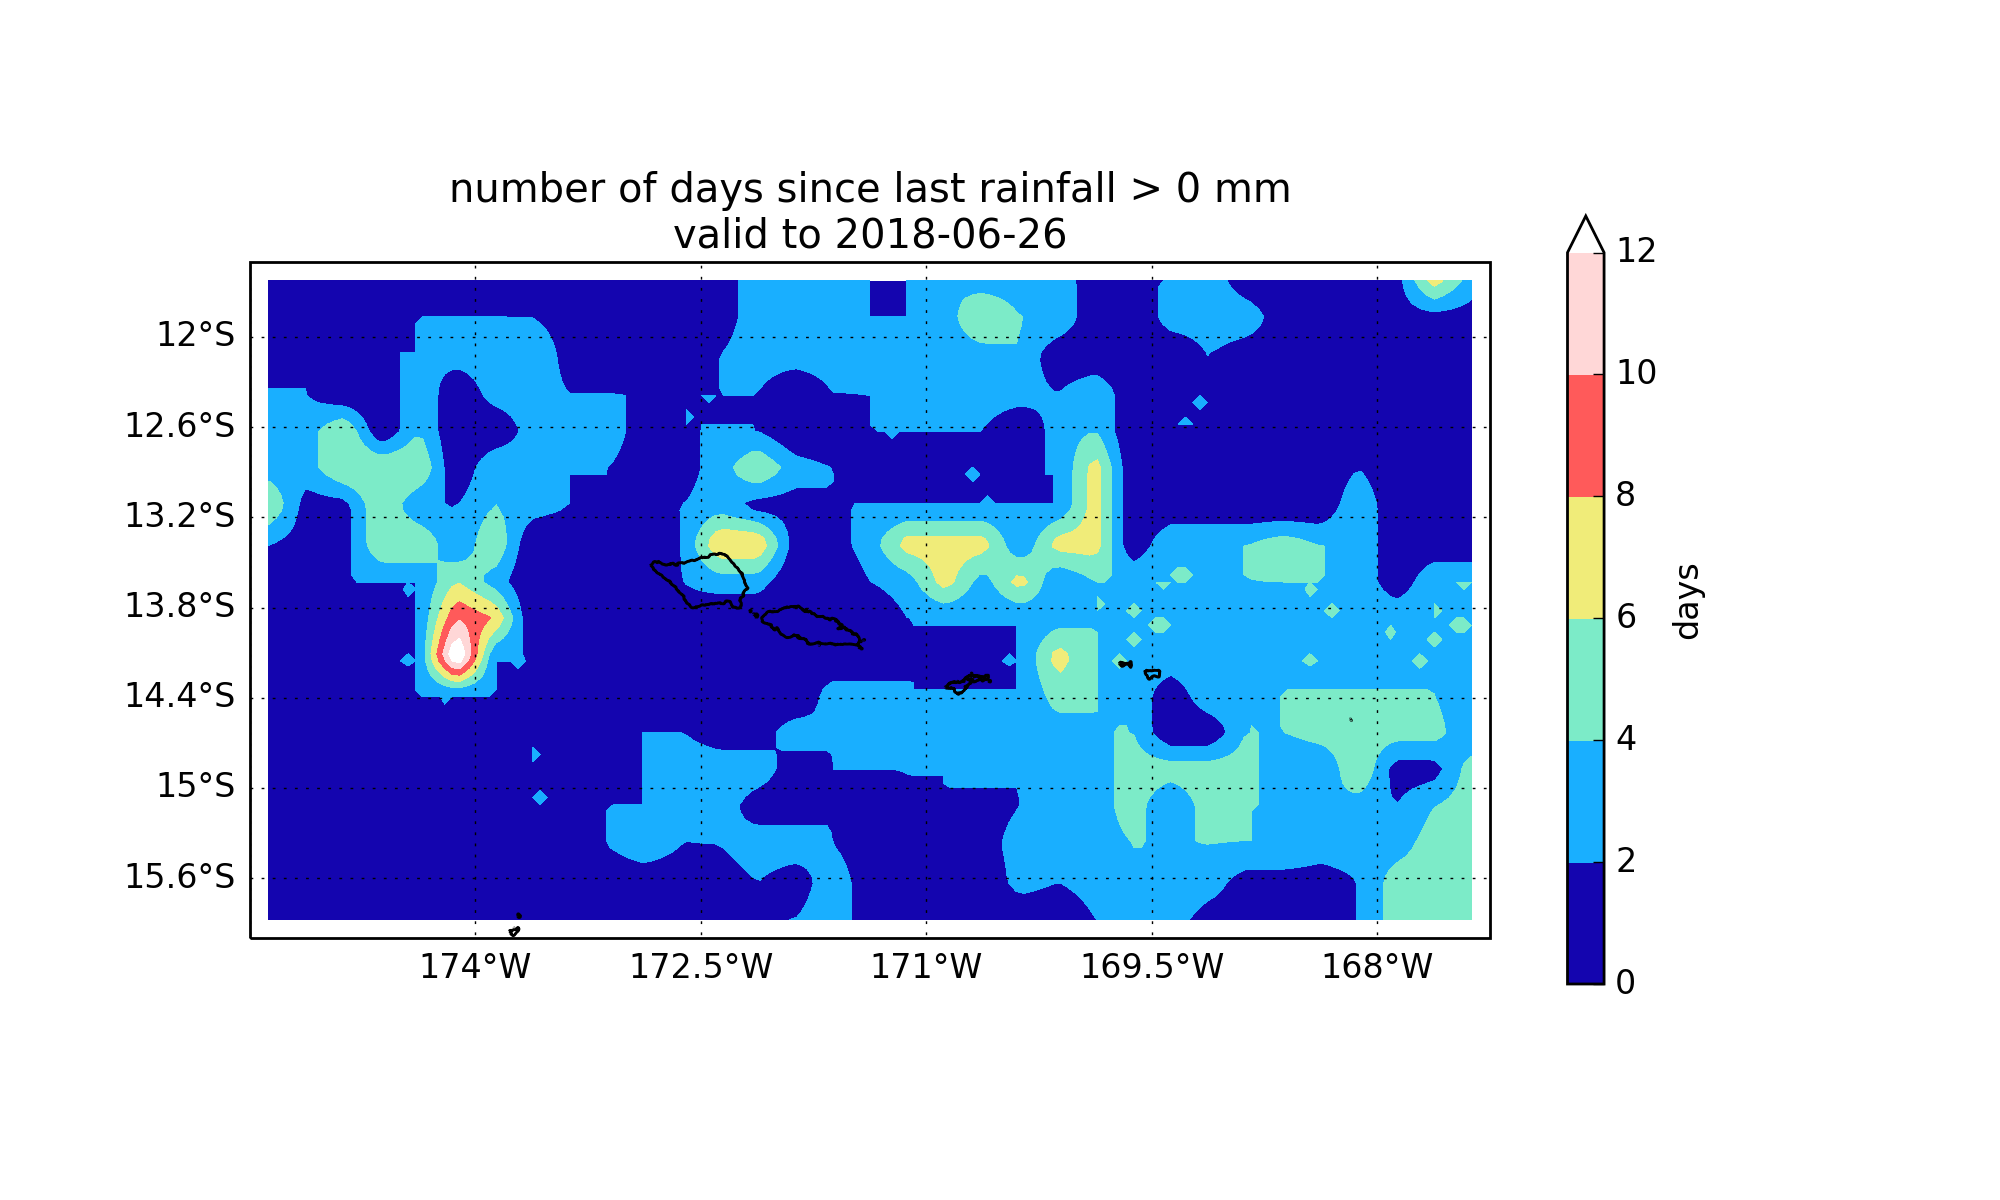 number of days since last rainfall > 0 mm
valid to 2018-06-26
12°S
12.6°S
13.2°S
13.8°S
14.4°S
15°S
15.6°S
174°W
172.5°W
171°W
169.5°W
168°W
12
10
8
6
4
2
0
days